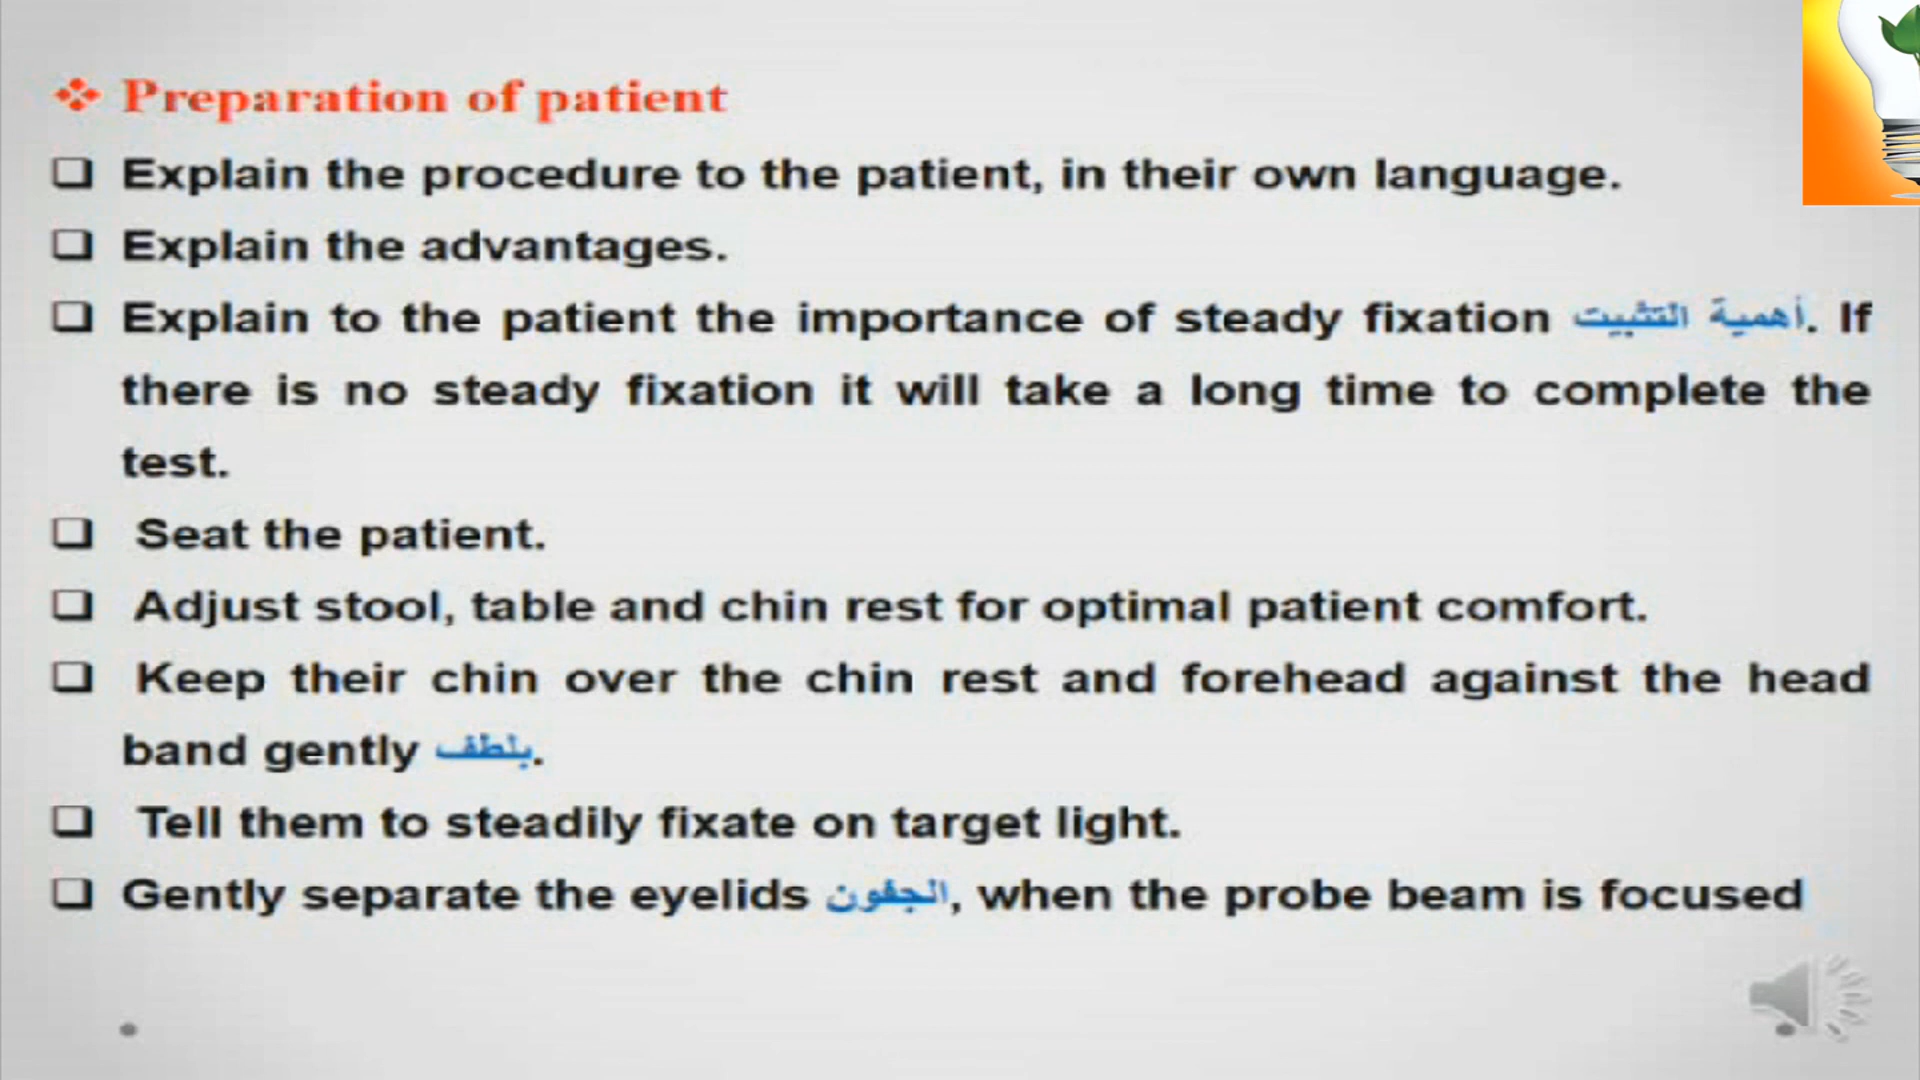 Preparation of patient
Explain the procedure to the patient, in their own language.
Explain the advantages.
Explain to the patient the importance of steady fixation أهمية التثبيت. If
there is no steady fixation it will take a long time to complete the
test.
Seat the patient.
Adjust stool, table and chin rest for optimal patient comfort.
Keep their chin over the chin rest and forehead against the head
band gently بلطف.
Tell them to steadily fixate on target light.
Gently separate the eyelids الجفون, when the probe beam is focused